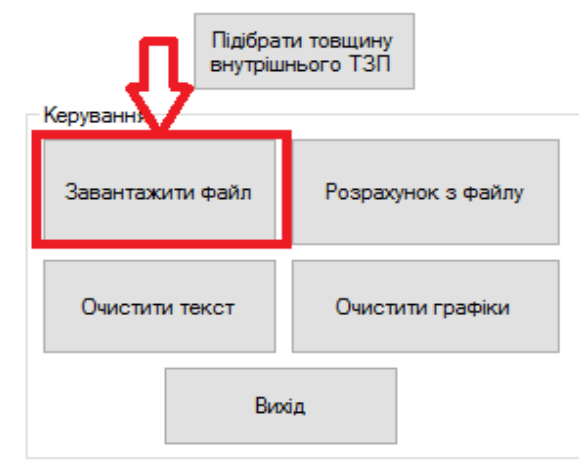 Підібрати товщину
внутрішнього ТЗП
Керування
Завантажити файл
Розрахунок з файлу
Очистити текст
Очистити графіки
Вихід